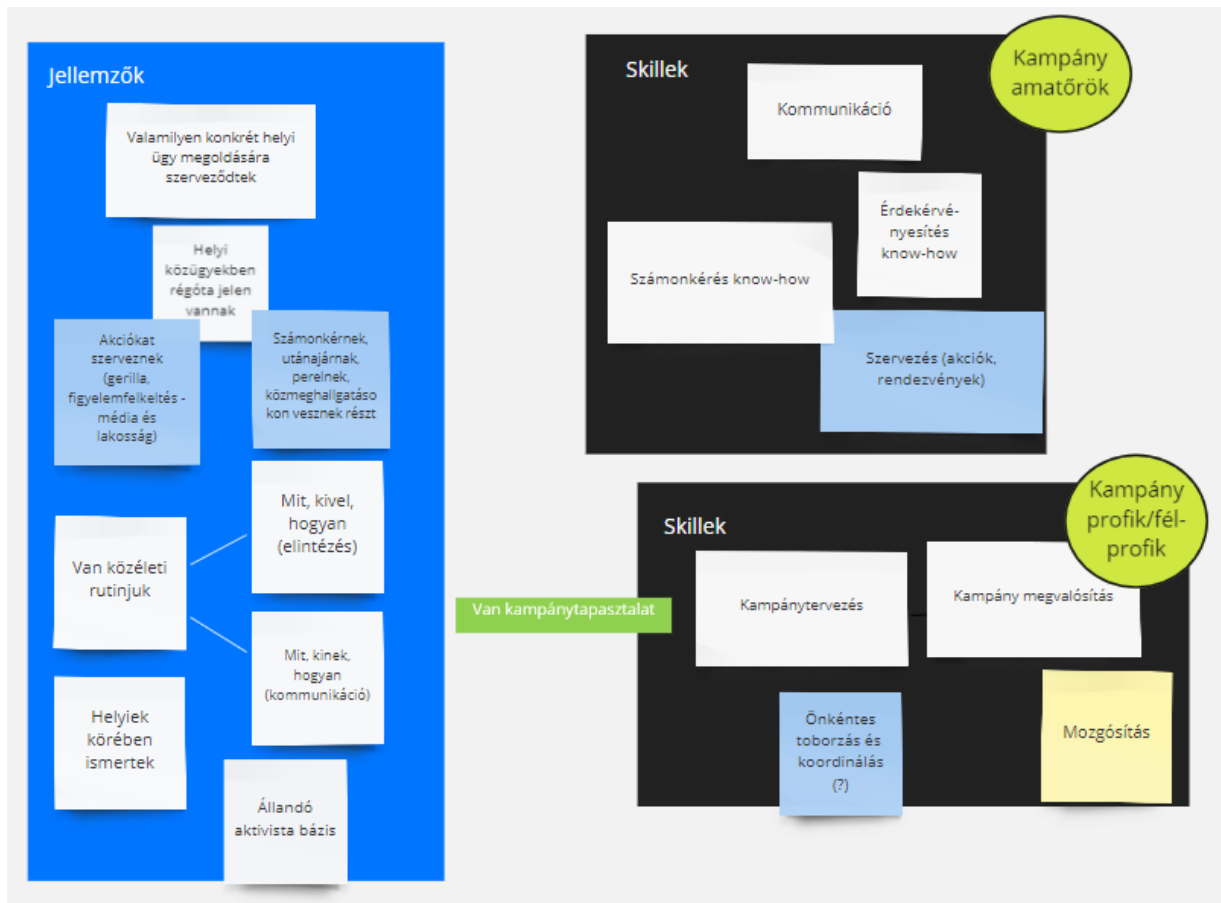 Jellemzők
Valamilyen konkrét helyi
ügy megoldására
szerveződtek
Helyi
közügyekben
régóta jelen
vannak
Akciókat
szerveznek
(gerilla,
figyelemfelkeltés -
média és
lakosság)
Számonkérnek,
utánajárnak,
perelnek,
közmeghallgatáso
kon vesznek részt
Van közéleti
rutinjuk
Mit, kivel,
hogyan
(elintézés)
Mit, kinek,
hogyan
(kommunikáció)
Helyiek
körében
ismertek
Állandó
aktivista bázis
Van kampánytapasztalat
Skillek
Kampány
amatőrök
Kommunikáció
Érdekérvé-
nyesítés
know-how
Számonkérés know-how
Szervezés (akciók,
rendezvények)
Skillek
Kampány
profik/fél-
profik
Kampánytervezés
Kampány megvalósítás
Önkéntes
toborzás és
koordinálás
(?)
Mozgósítás